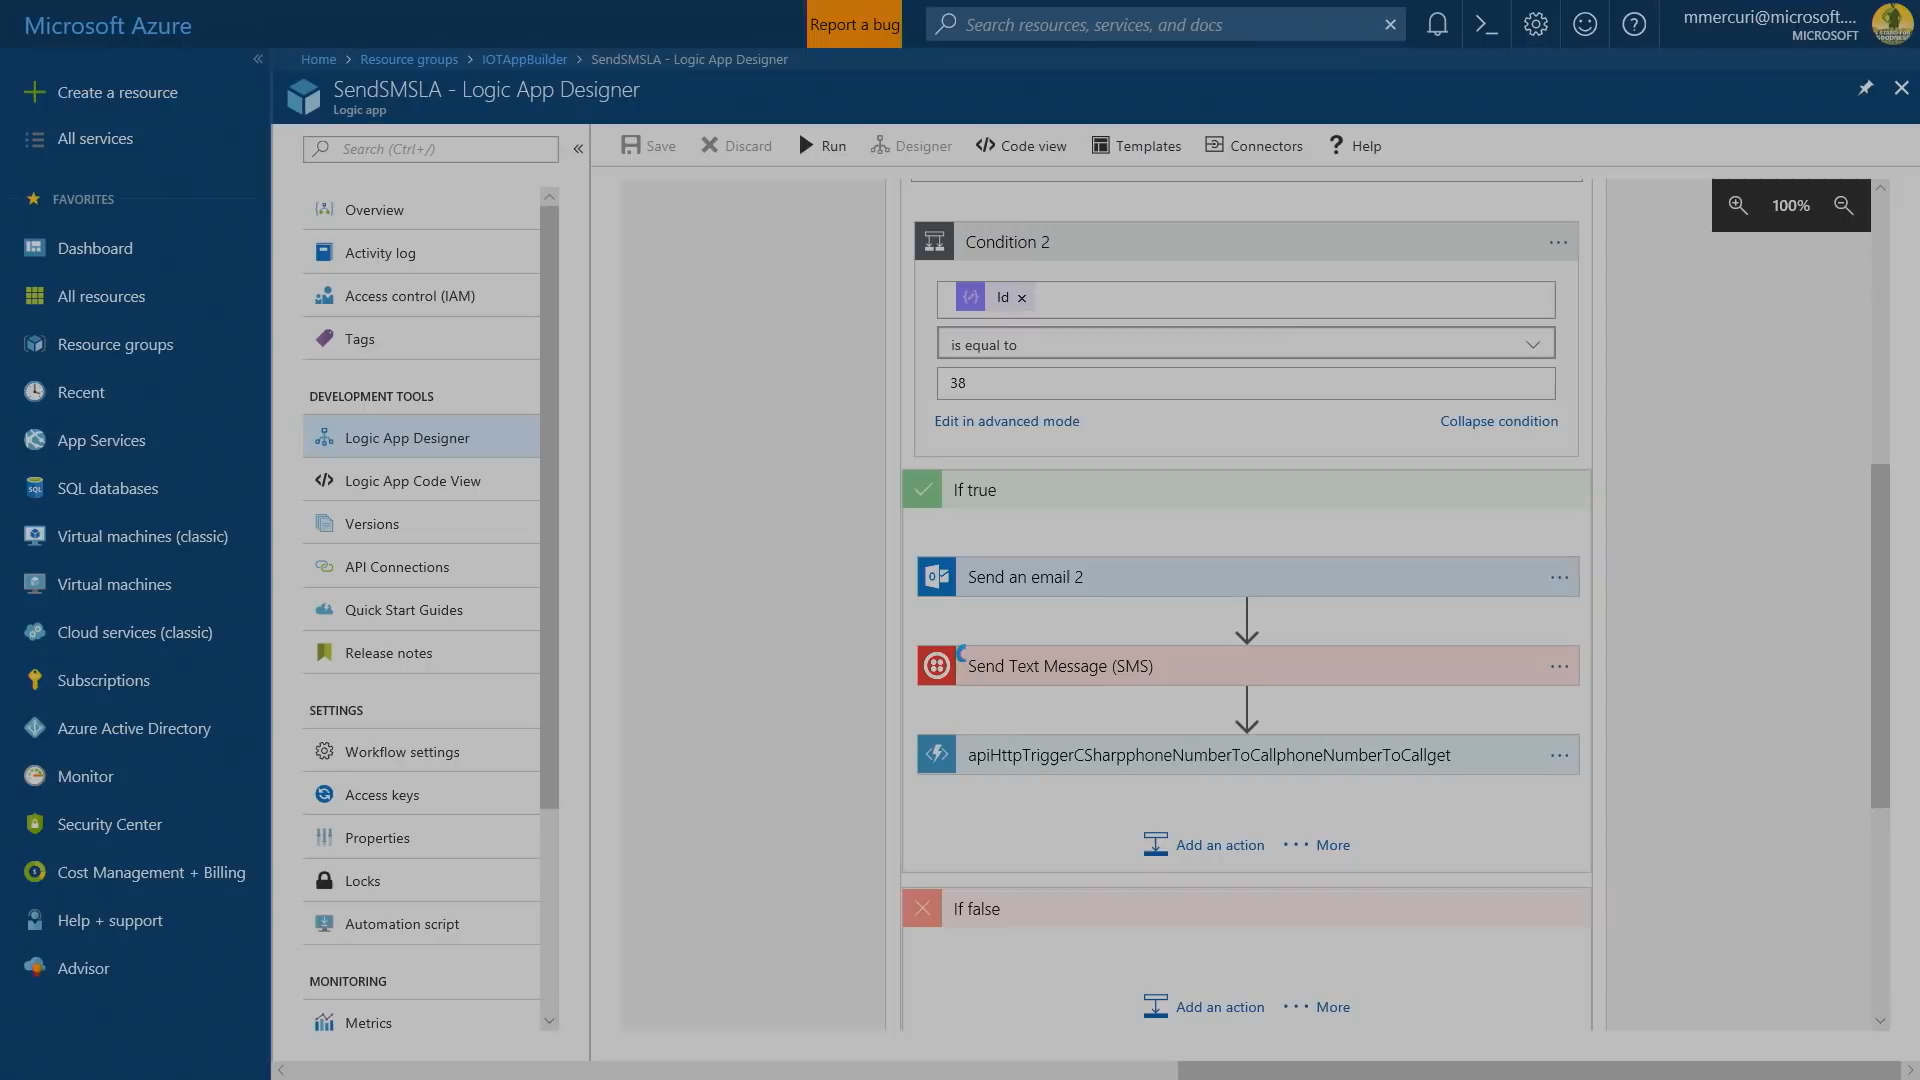 Microsoft Azure
Report a bug
Search resources, services, and docs
mmercuri@microsoft....
MICROSOFT
Home > Resource groups > IOTAppBuilder > SendSMSLA - Logic App Designer
SendSMSLA - Logic App Designer
Logic app
Create a resource
All services
FAVORITES
Dashboard
All resources
Resource groups
Recent
App Services
SQL databases
Virtual machines (classic)
Virtual machines
Cloud services (classic)
Subscriptions
Azure Active Directory
Monitor
Security Center
Cost Management + Billing
Help + support
Advisor
Search (Ctrl+/)
Overview
Activity log
Access control (IAM)
Tags
DEVELOPMENT TOOLS
Logic App Designer
Logic App Code View
Versions
API Connections
Quick Start Guides
Release notes
SETTINGS
Workflow settings
Access keys
Properties
Locks
Automation script
MONITORING
Metrics
Save Discard Run Designer Code view Templates Connectors Help
100%
Condition 2
Id
is equal to
38
Edit in advanced mode Collapse condition
If true
Send an email 2
Send Text Message (SMS)
apiHttpTriggerCSharpphoneNumberToCallphoneNumberToCallget
Add an action ··· More
If false
Add an action ··· More